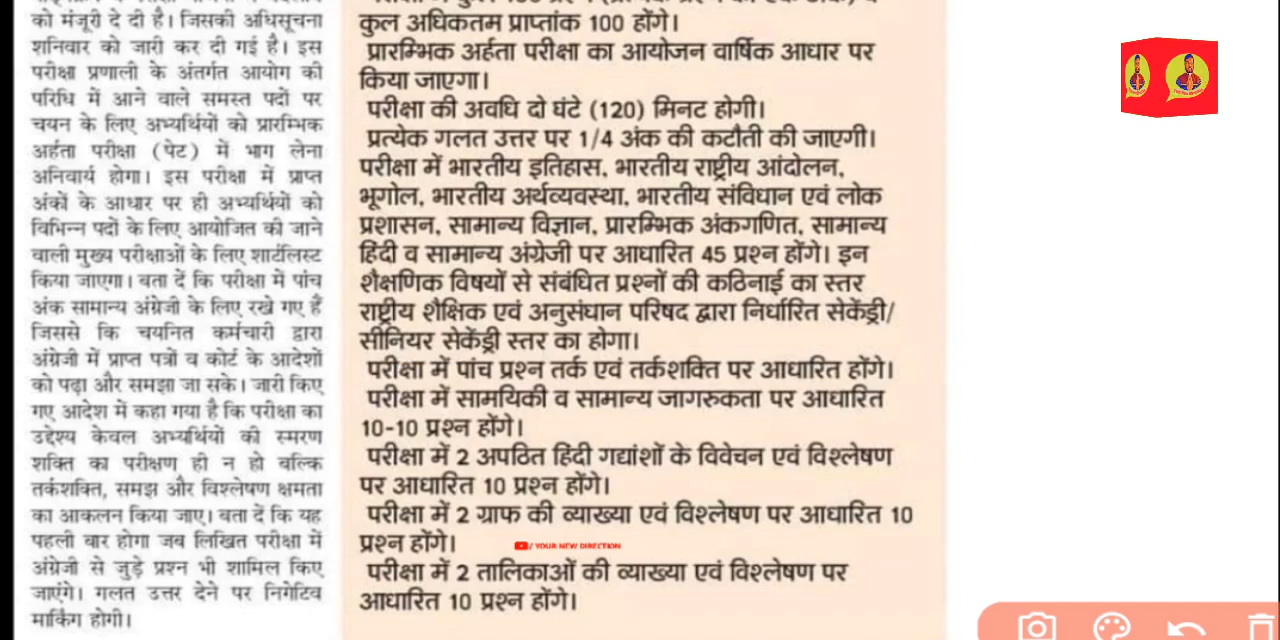 को मंजूरी दे दी है। जिसकी अधिसूचना
शनिवार को जारी कर दी गई है। इस
परीक्षा प्रणाली के अंतर्गत आयोग की
परिधि में आने वाले समस्त पदों पर
चयन के लिए अभ्यर्थियों को प्रारम्भिक
अर्हता परीक्षा (पेट) में भाग लेना
अनिवार्य होगा। इस परीक्षा में प्राप्त
अंकों के आधार पर ही अभ्यर्थियों को
विभिन्न पदों के लिए आयोजित की जाने
वाली मुख्य परीक्षाओं के लिए शार्टलिस्ट
किया जाएगा। बता दें कि परीक्षा में पांच
अंक सामान्य अंग्रेजी के लिए रखे गए हैं
जिससे कि चयनित कर्मचारी द्वारा
अंग्रेजी में प्राप्त पत्रों व कोर्ट के आदेशों
को पढ़ा और समझा जा सके। जारी किए
गए आदेश में कहा गया है कि परीक्षा का
उद्देश्य केवल अभ्यर्थियों की स्मरण
शक्ति का परीक्षण ही न हो बल्कि
तर्कशक्ति, समझ और विश्लेषण क्षमता
का आकलन किया जाए। बता दें कि यह
पहली बार होगा जब लिखित परीक्षा में
अंग्रेजी से जुड़े प्रश्न भी शामिल किए
जाएंगे। गलत उत्तर देने पर निगेटिव
मार्किंग होगी।
कुल अधिकतम प्राप्तांक 100 होंगे।
प्रारम्भिक अर्हता परीक्षा का आयोजन वार्षिक आधार पर
किया जाएगा।
परीक्षा की अवधि दो घंटे (120) मिनट होगी।
प्रत्येक गलत उत्तर पर 1/4 अंक की कटौती की जाएगी।
परीक्षा में भारतीय इतिहास, भारतीय राष्ट्रीय आंदोलन,
भूगोल, भारतीय अर्थव्यवस्था, भारतीय संविधान एवं लोक
प्रशासन, सामान्य विज्ञान, प्रारम्भिक अंकगणित, सामान्य
हिंदी व सामान्य अंग्रेजी पर आधारित 45 प्रश्न होंगे। इन
शैक्षणिक विषयों से संबंधित प्रश्नों की कठिनाई का स्तर
राष्ट्रीय शैक्षिक एवं अनुसंधान परिषद द्वारा निर्धारित सेकेंड्री/
सीनियर सेकेंड्री स्तर का होगा।
परीक्षा में पांच प्रश्न तर्क एवं तर्कशक्ति पर आधारित होंगे।
परीक्षा में सामयिकी व सामान्य जागरुकता पर आधारित
10-10 प्रश्न होंगे।
परीक्षा में 2 अपठित हिंदी गद्यांशों के विवेचन एवं विश्लेषण
पर आधारित 10 प्रश्न होंगे।
परीक्षा में 2 ग्राफ की व्याख्या एवं विश्लेषण पर आधारित 10
प्रश्न होंगे।
/ YOUR NEW DIRECTION
परीक्षा में 2 तालिकाओं की व्याख्या एवं विश्लेषण पर
आधारित 10 प्रश्न होंगे।